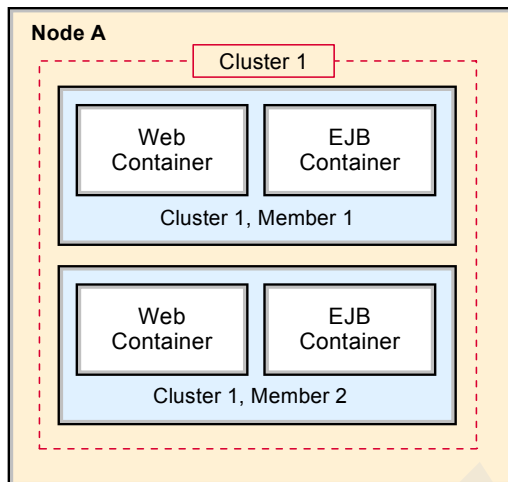 Node A
Cluster 1
Web EJB
Container Container
Cluster 1, Member 1
Web EJB
Container Container
Cluster 1, Member 2